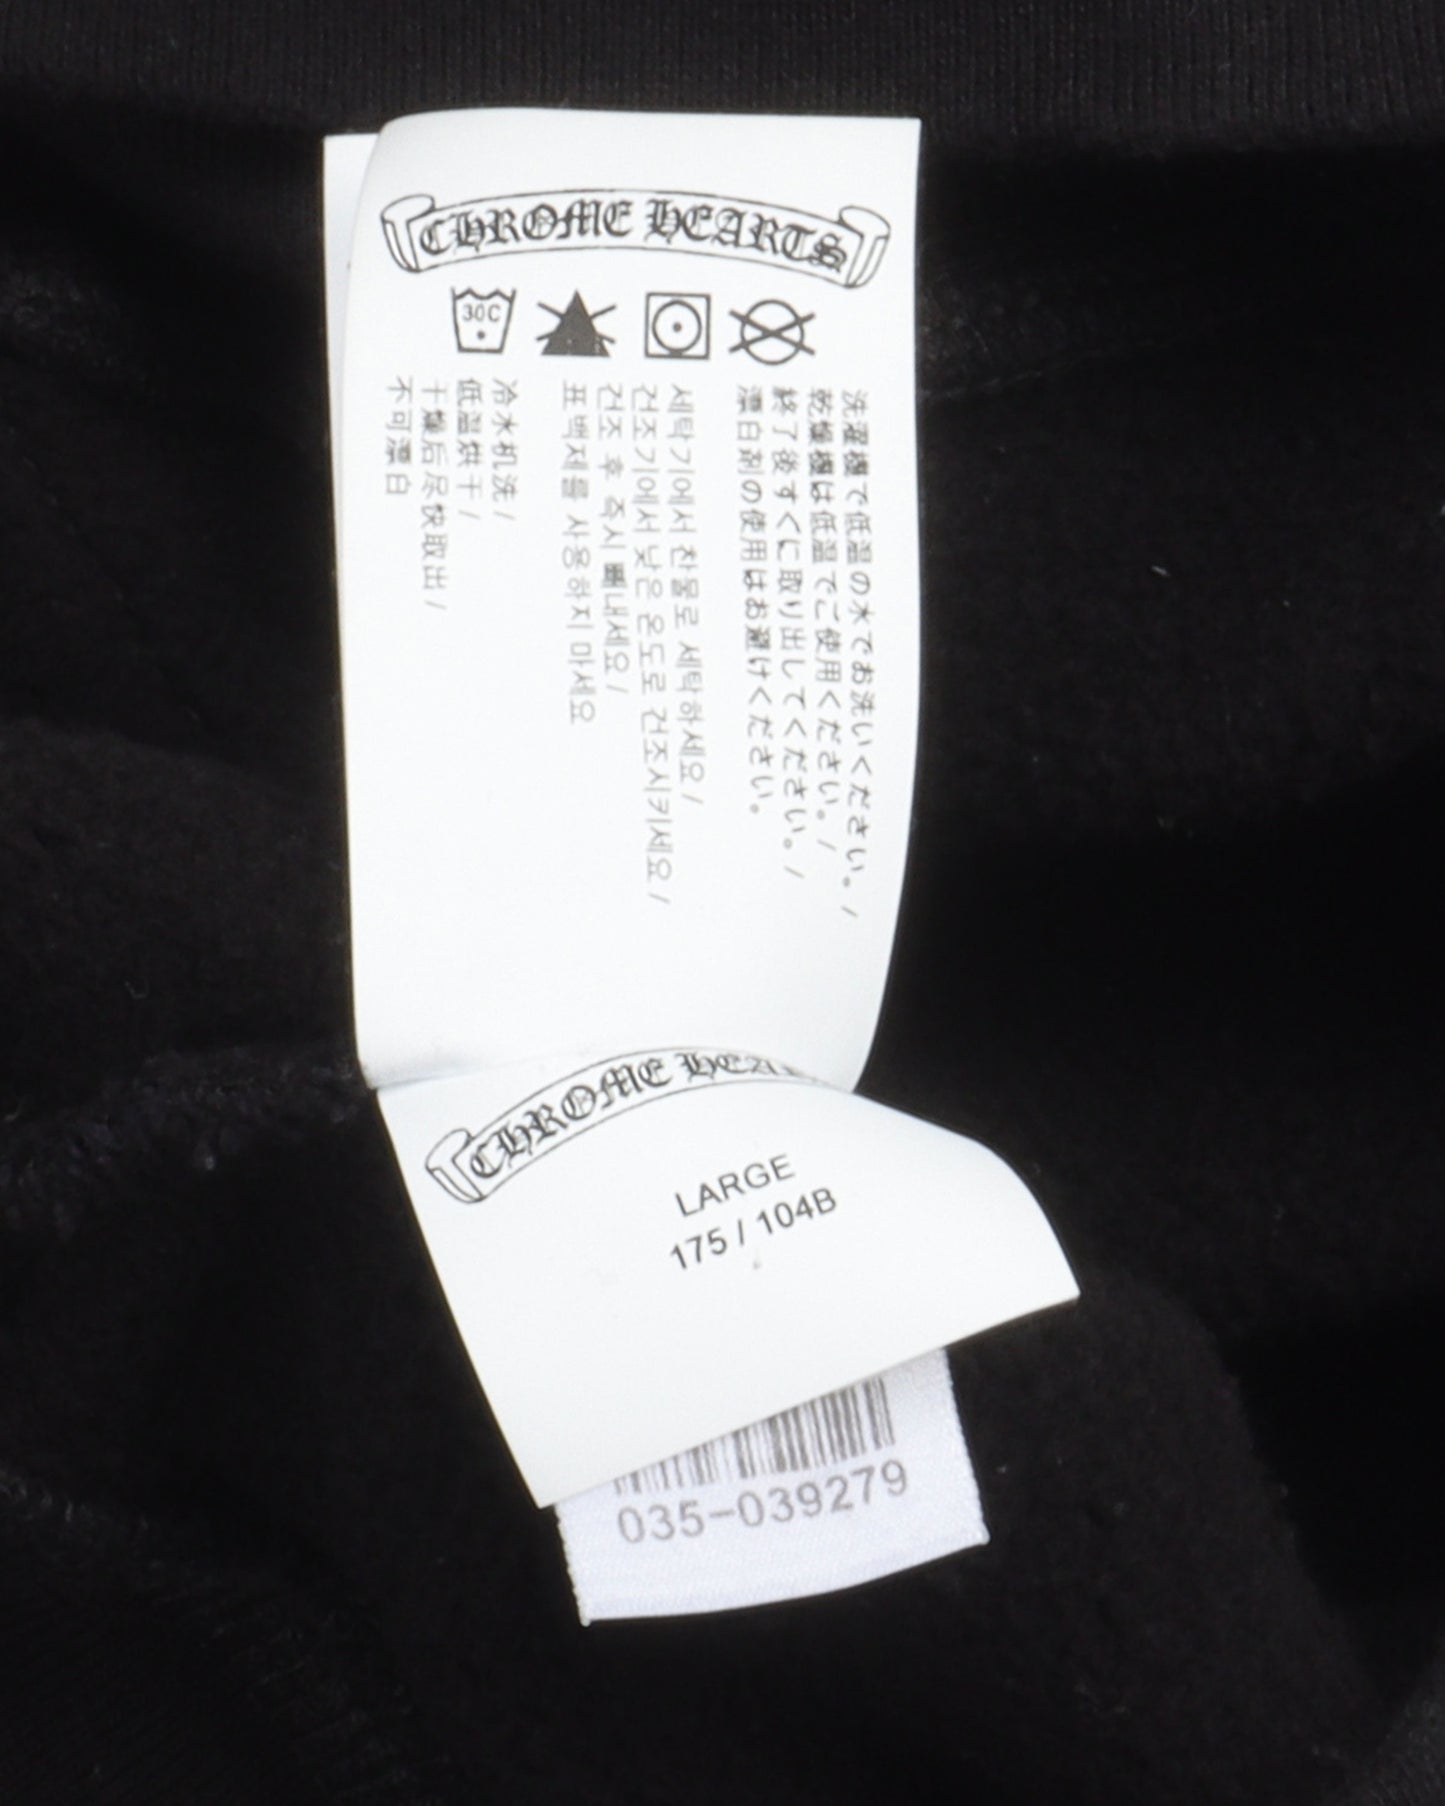 CHROME HEARTS
30C
洗濯機で低温の水でお洗いください。/
乾燥機は低温でご使用ください。/
終了後すぐに取り出してください。/
漂白剤の使用はお避けください。
세탁기에서 찬물로 세탁하세요/
건조기에서 낮은 온도로 건조시키세요/
건조 후 즉시 빼내세요/
표백제를 사용하지 마세요
冷水机洗/
低温烘干/
干燥后尽快取出/
不可漂白
CHROME HEA
LARGE
175 / 104B
035-039279